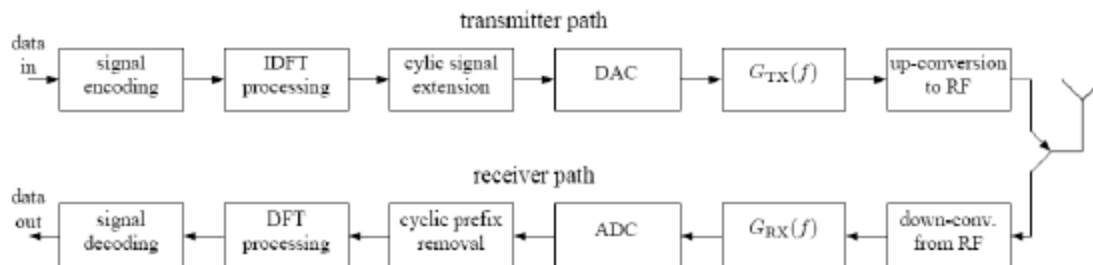 transmitter path
data in
signal encoding
IDFT processing
cylic signal extension
DAC
G_TX(f)
up-conversion to RF
receiver path
data out
signal decoding
DFT processing
cyclic prefix removal
ADC
G_RX(f)
down-conv. from RF